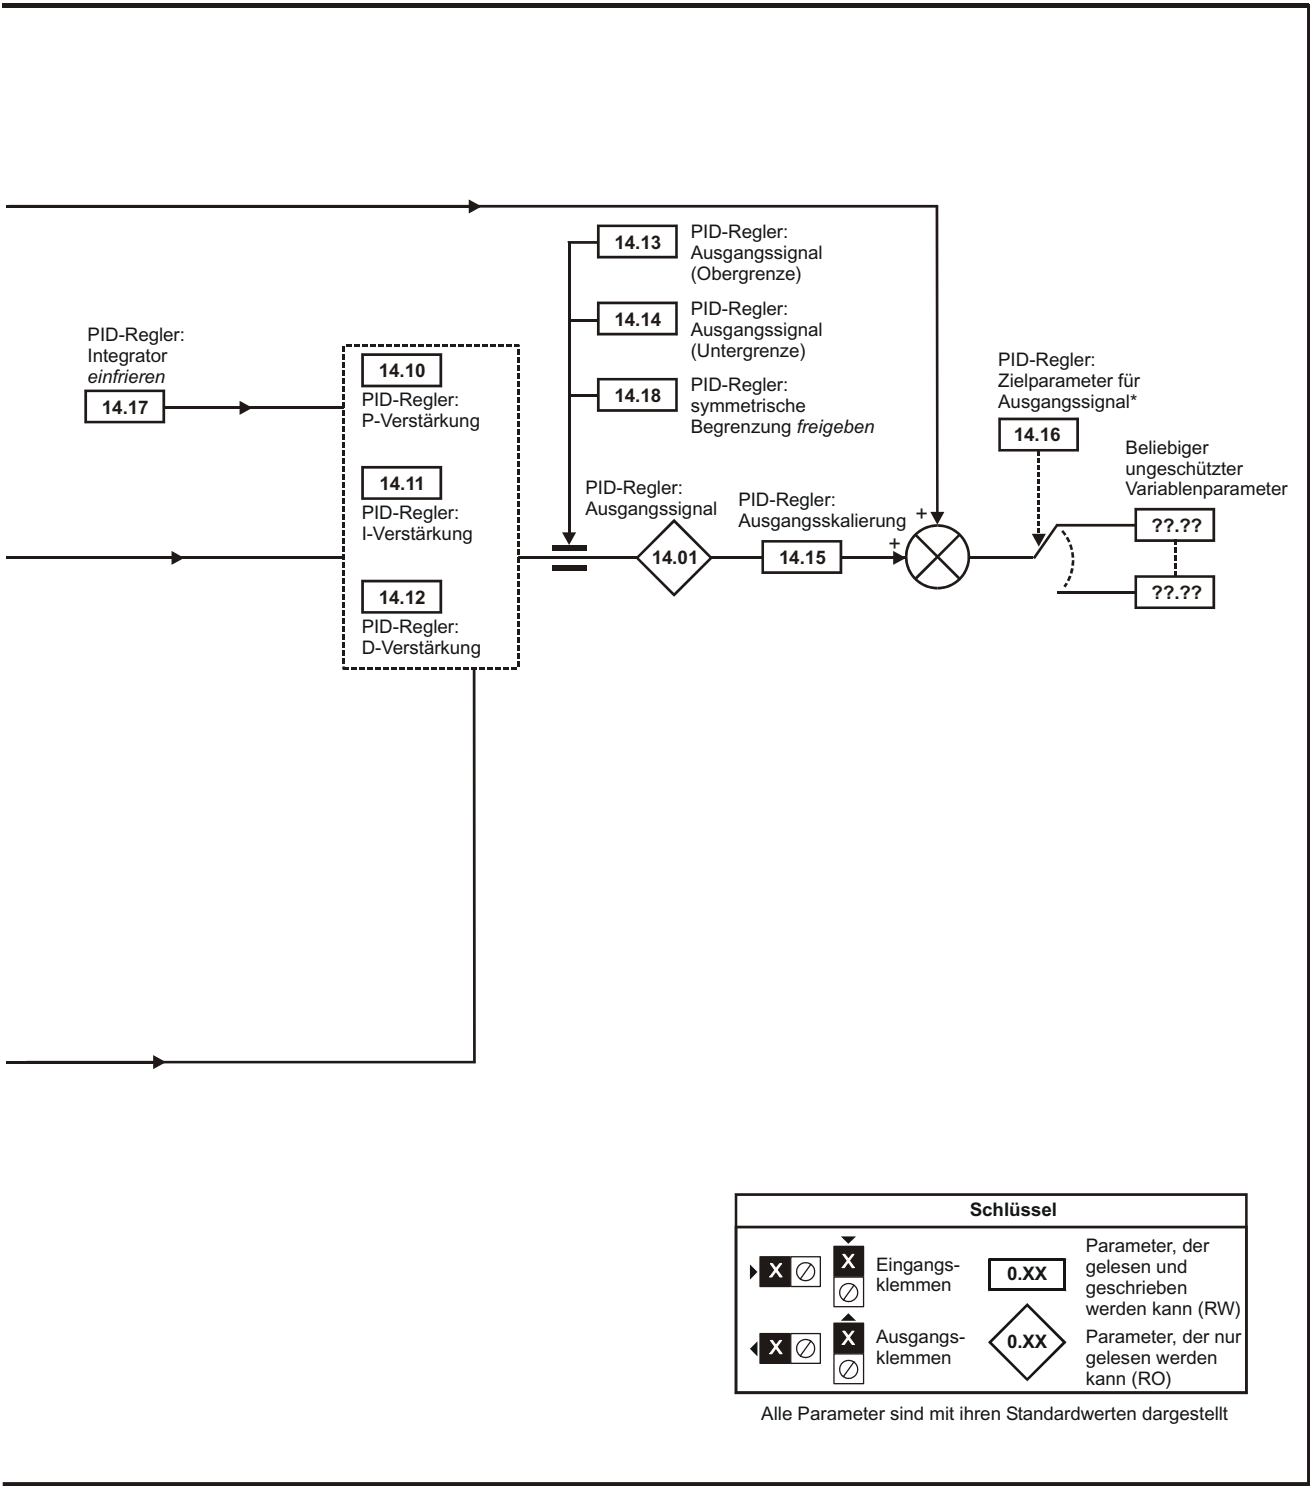 14.13
PID-Regler:
Ausgangssignal
(Obergrenze)
14.14
PID-Regler:
Ausgangssignal
(Untergrenze)
14.18
PID-Regler:
symmetrische
Begrenzung freigeben
PID-Regler:
Integrator
einfrieren
14.17
14.10
PID-Regler:
P-Verstärkung
14.11
PID-Regler:
I-Verstärkung
14.12
PID-Regler:
D-Verstärkung
PID-Regler:
Ausgangssignal
14.01
PID-Regler:
Ausgangsskalierung
14.15
+
+
PID-Regler:
Zielparameter für
Ausgangssignal*
14.16
Beliebiger
ungeschützter
Variablenparameter
??.??
??.??
Schlüssel
X
X
Eingangs-
klemmen
0.XX
Parameter, der
gelesen und
geschrieben
werden kann (RW)
X
X
Ausgangs-
klemmen
0.XX
Parameter, der nur
gelesen werden
kann (RO)
Alle Parameter sind mit ihren Standardwerten dargestellt